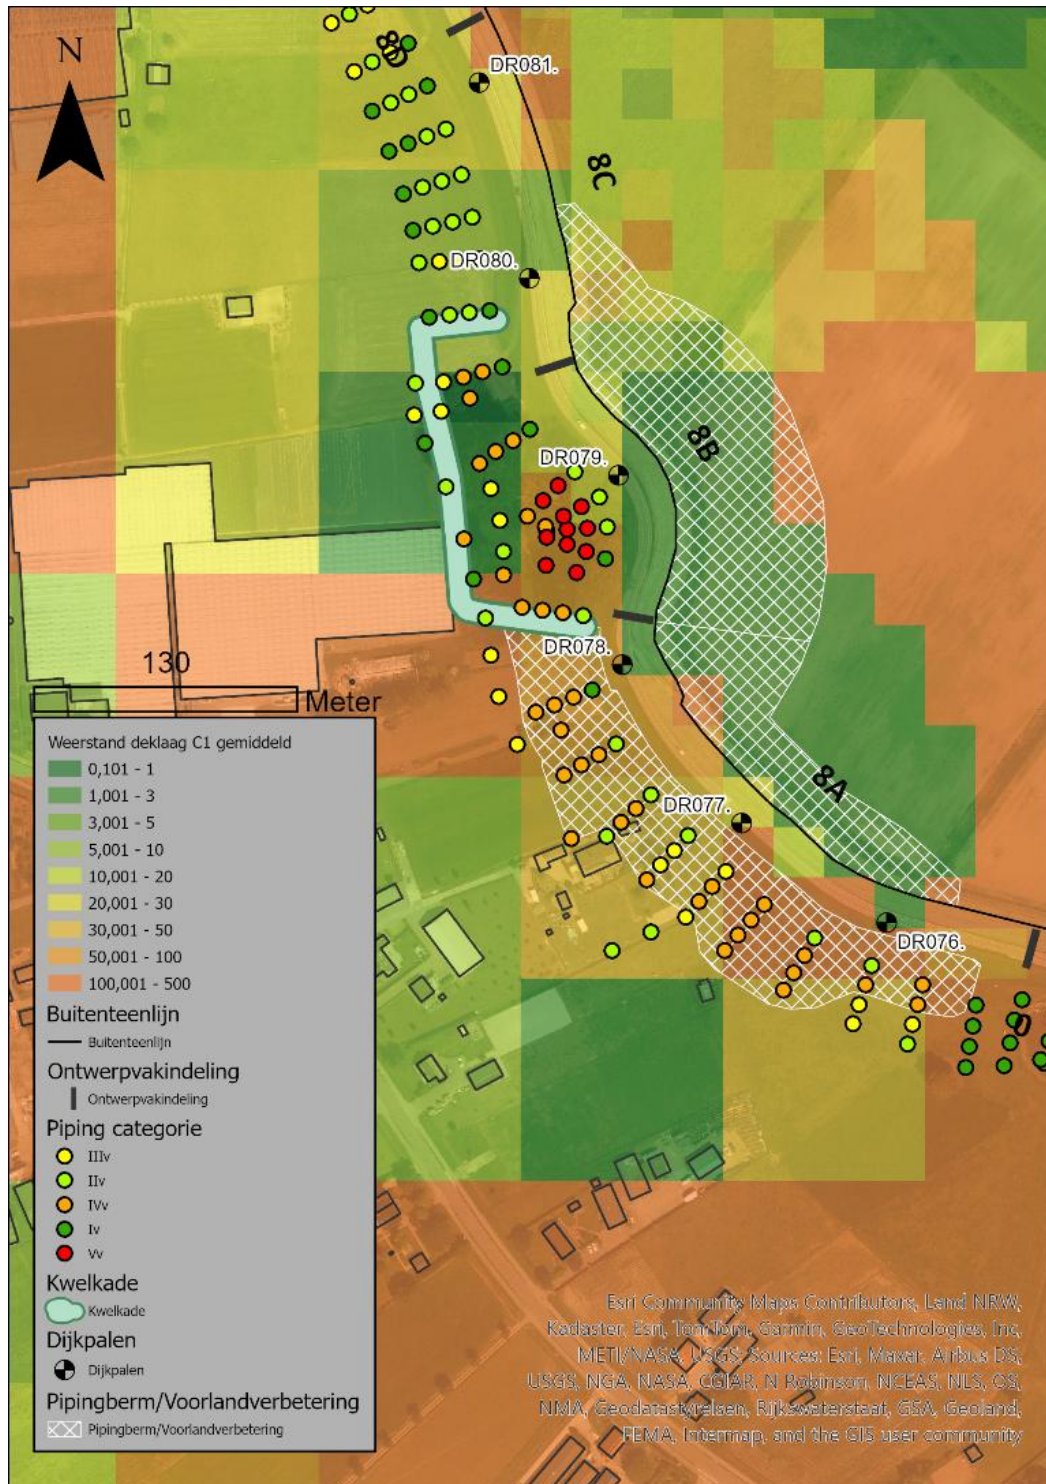 N
8D
DR081.
8C
DR080.
8B
DR079.
DR078.
130
Meter
8A
DR077.
DR076.
Weerstand deklaag C1 gemiddeld
0,101 - 1
1,001 - 3
3,001 - 5
5,001 - 10
10,001 - 20
20,001 - 30
30,001 - 50
50,001 - 100
100,001 - 500
Buitenteenlijn
Buitenteenlijn
Ontwerpvakindeling
Ontwerpvakindeling
Piping categorie
IIIv
IIv
IVv
Iv
Vv
Kwelkade
Kwelkade
Dijkpalen
Dijkpalen
Pipingberm/Voorlandverbetering
Pipingberm/Voorlandverbetering
Esri Community Maps Contributors, Land NRW,
Kadaster, Esri, TomTom, Garmin, GeoTechnologies, Inc,
METI/NASA, USGS, Sources: Esri, Maxar, Airbus DS,
USGS, NGA, NASA, CGIAR, N Robinson, NCEAS, NLS, OS,
NMA, Geodatastyrelsen, Rijkswaterstaat, GSA, Geoland,
FEMA, Intermap, and the GIS user community